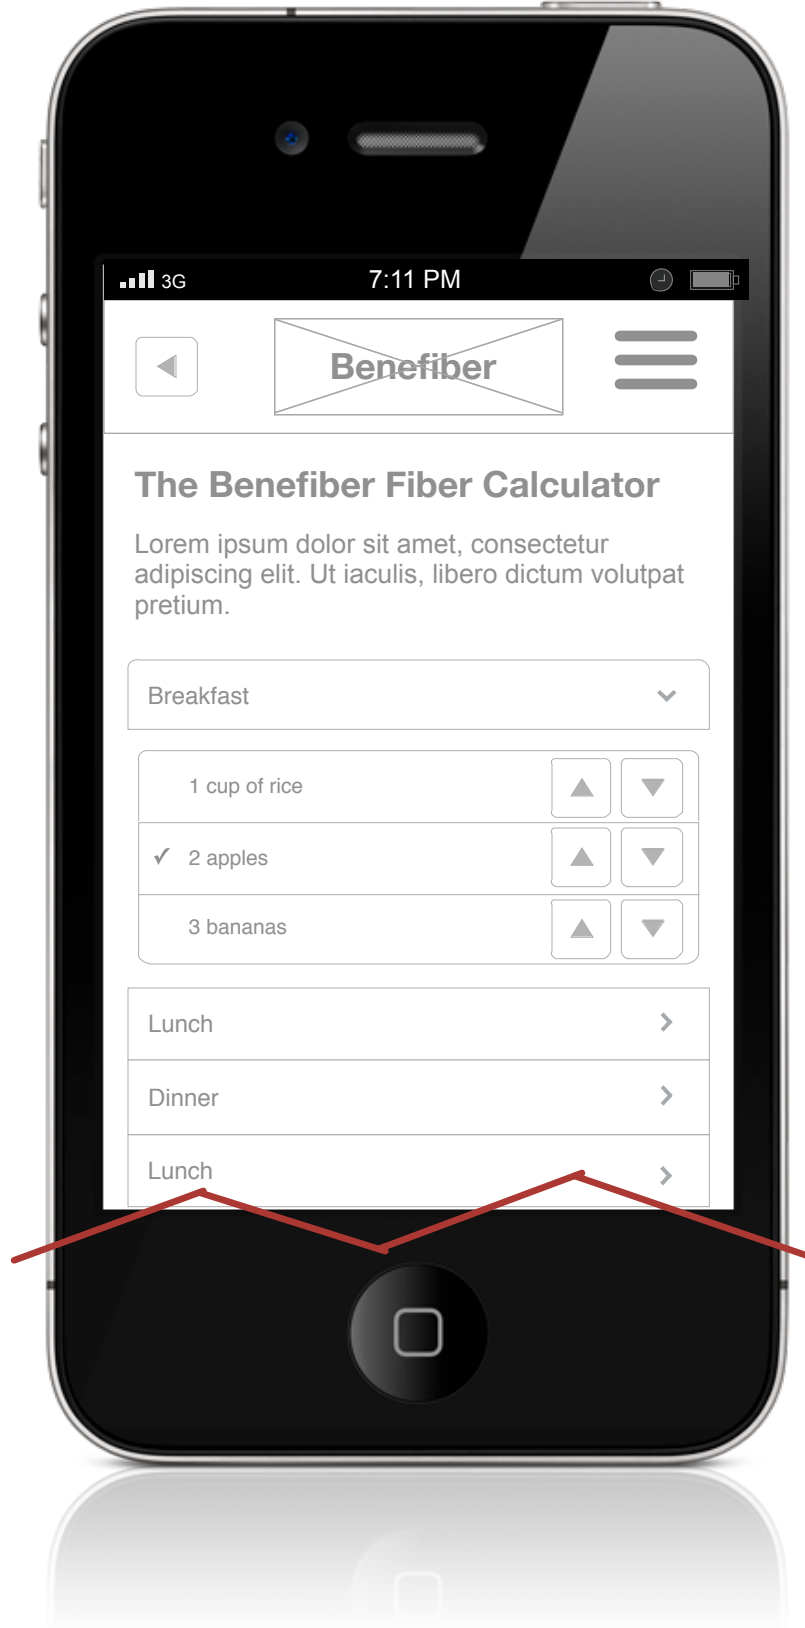 3G 7:11 PM
Benefiber
The Benefiber Fiber Calculator
Lorem ipsum dolor sit amet, consectetur
adipiscing elit. Ut iaculis, libero dictum volutpat
pretium.
Breakfast
1 cup of rice
✓ 2 apples
3 bananas
Lunch
Dinner
Lunch